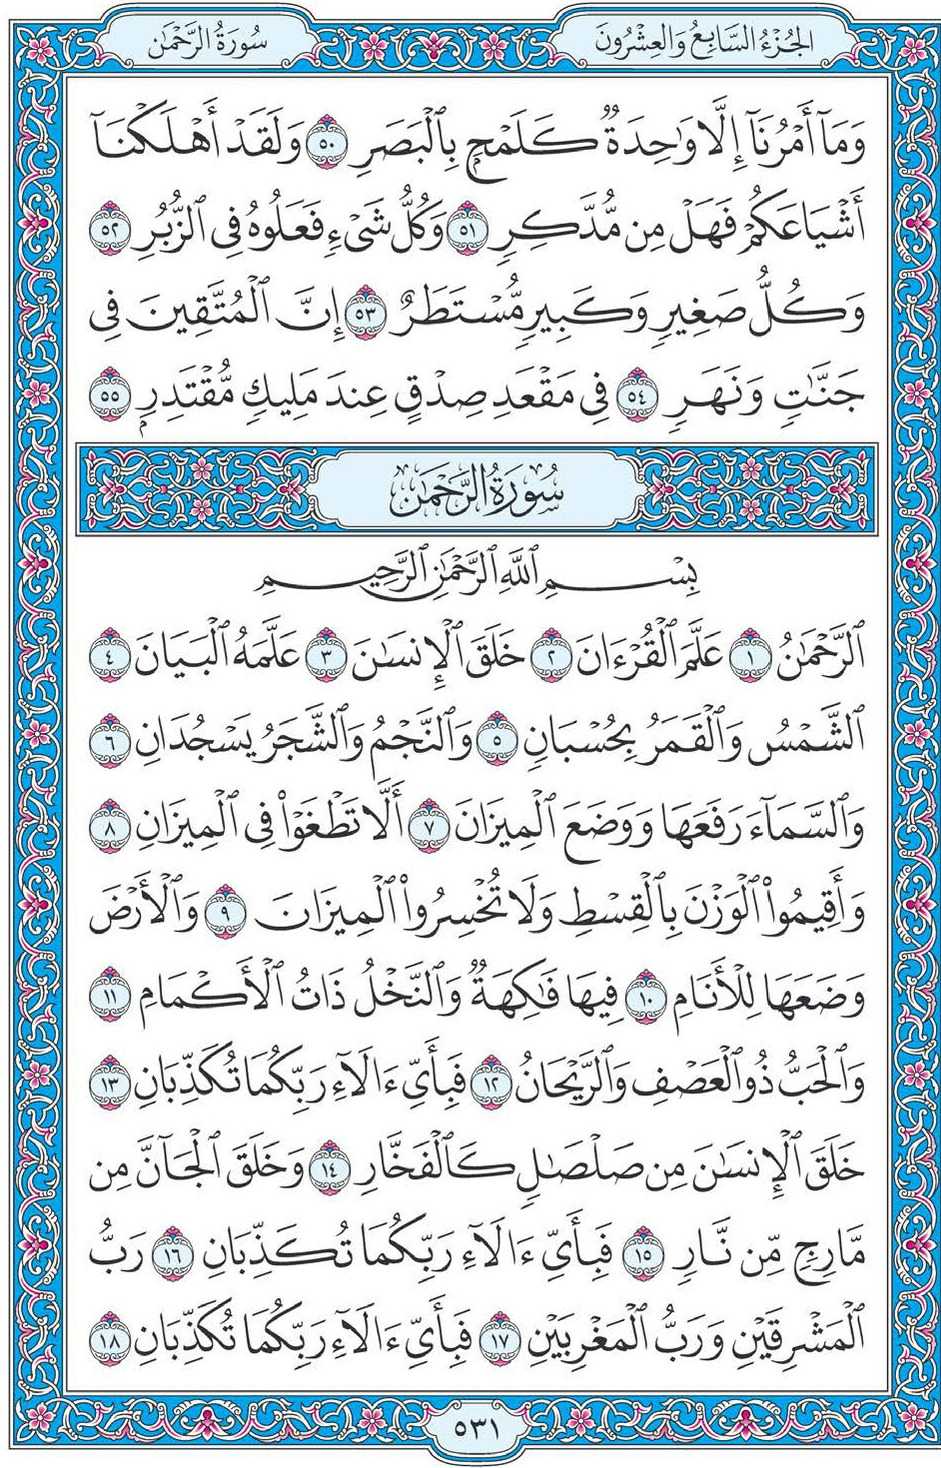 الجُزْءُ السَّابِعُ وَالعِشْرُونَ
سُورَةُ الرَّحْمَٰن
وَمَآ أَمْرُنَآ إِلَّا وَٰحِدَةٌ كَلَمْحِۭ بِٱلْبَصَرِ ٥٠ وَلَقَدْ أَهْلَكْنَآ
أَشْيَاعَكُمْ فَهَلْ مِن مُّدَّكِرٍ ٥١ وَكُلُّ شَىْءٍ فَعَلُوهُ فِى ٱلزُّبُرِ ٥٢
وَكُلُّ صَغِيرٍ وَكَبِيرٍ مُّسْتَطَرٌ ٥٣ إِنَّ ٱلْمُتَّقِينَ فِى
جَنَّٰتٍ وَنَهَرٍ ٥٤ فِى مَقْعَدِ صِدْقٍ عِندَ مَلِيكٍ مُّقْتَدِرٍۭ ٥٥
سُورَةُ الرَّحْمَٰن
بِسْمِ ٱللَّهِ ٱلرَّحْمَٰنِ ٱلرَّحِيمِ
ٱلرَّحْمَٰنُ ١ عَلَّمَ ٱلْقُرْءَانَ ٢ خَلَقَ ٱلْإِنسَٰنَ ٣ عَلَّمَهُ ٱلْبَيَانَ ٤
ٱلشَّمْسُ وَٱلْقَمَرُ بِحُسْبَانٍ ٥ وَٱلنَّجْمُ وَٱلشَّجَرُ يَسْجُدَانِ ٦
وَٱلسَّمَآءَ رَفَعَهَا وَوَضَعَ ٱلْمِيزَانَ ٧ أَلَّا تَطْغَوْا۟ فِى ٱلْمِيزَانِ ٨
وَأَقِيمُوا۟ ٱلْوَزْنَ بِٱلْقِسْطِ وَلَا تُخْسِرُوا۟ ٱلْمِيزَانَ ٩ وَٱلْأَرْضَ
وَضَعَهَا لِلْأَنَامِ ١٠ فِيهَا فَٰكِهَةٌ وَٱلنَّخْلُ ذَاتُ ٱلْأَكْمَامِ ١١
وَٱلْحَبُّ ذُو ٱلْعَصْفِ وَٱلرَّيْحَانُ ١٢ فَبِأَىِّ ءَالَآءِ رَبِّكُمَا تُكَذِّبَانِ ١٣
خَلَقَ ٱلْإِنسَٰنَ مِن صَلْصَٰلٍ كَٱلْفَخَّارِ ١٤ وَخَلَقَ ٱلْجَآنَّ مِن
مَّارِجٍ مِّن نَّارٍ ١٥ فَبِأَىِّ ءَالَآءِ رَبِّكُمَا تُكَذِّبَانِ ١٦ رَبُّ
ٱلْمَشْرِقَيْنِ وَرَبُّ ٱلْمَغْرِبَيْنِ ١٧ فَبِأَىِّ ءَالَآءِ رَبِّكُمَا تُكَذِّبَانِ ١٨
٥٣١